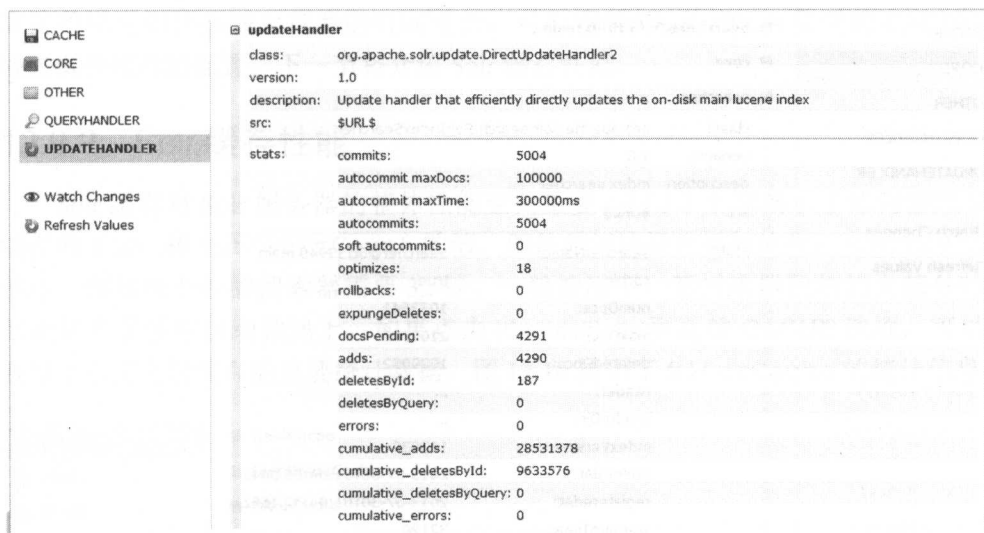 CACHE
CORE
OTHER
QUERYHANDLER
UPDATEHANDLER
Watch Changes
Refresh Values
updateHandler
class: org.apache.solr.update.DirectUpdateHandler2
version: 1.0
description: Update handler that efficiently directly updates the on-disk main lucene index
src: $URL$
stats: commits: 5004
autocommit maxDocs: 100000
autocommit maxTime: 300000ms
autocommits: 5004
soft autocommits: 0
optimizes: 18
rollbacks: 0
expungeDeletes: 0
docsPending: 4291
adds: 4290
deletesById: 187
deletesByQuery: 0
errors: 0
cumulative_adds: 28351378
cumulative_deletesById: 9633576
cumulative_deletesByQuery: 0
cumulative_errors: 0